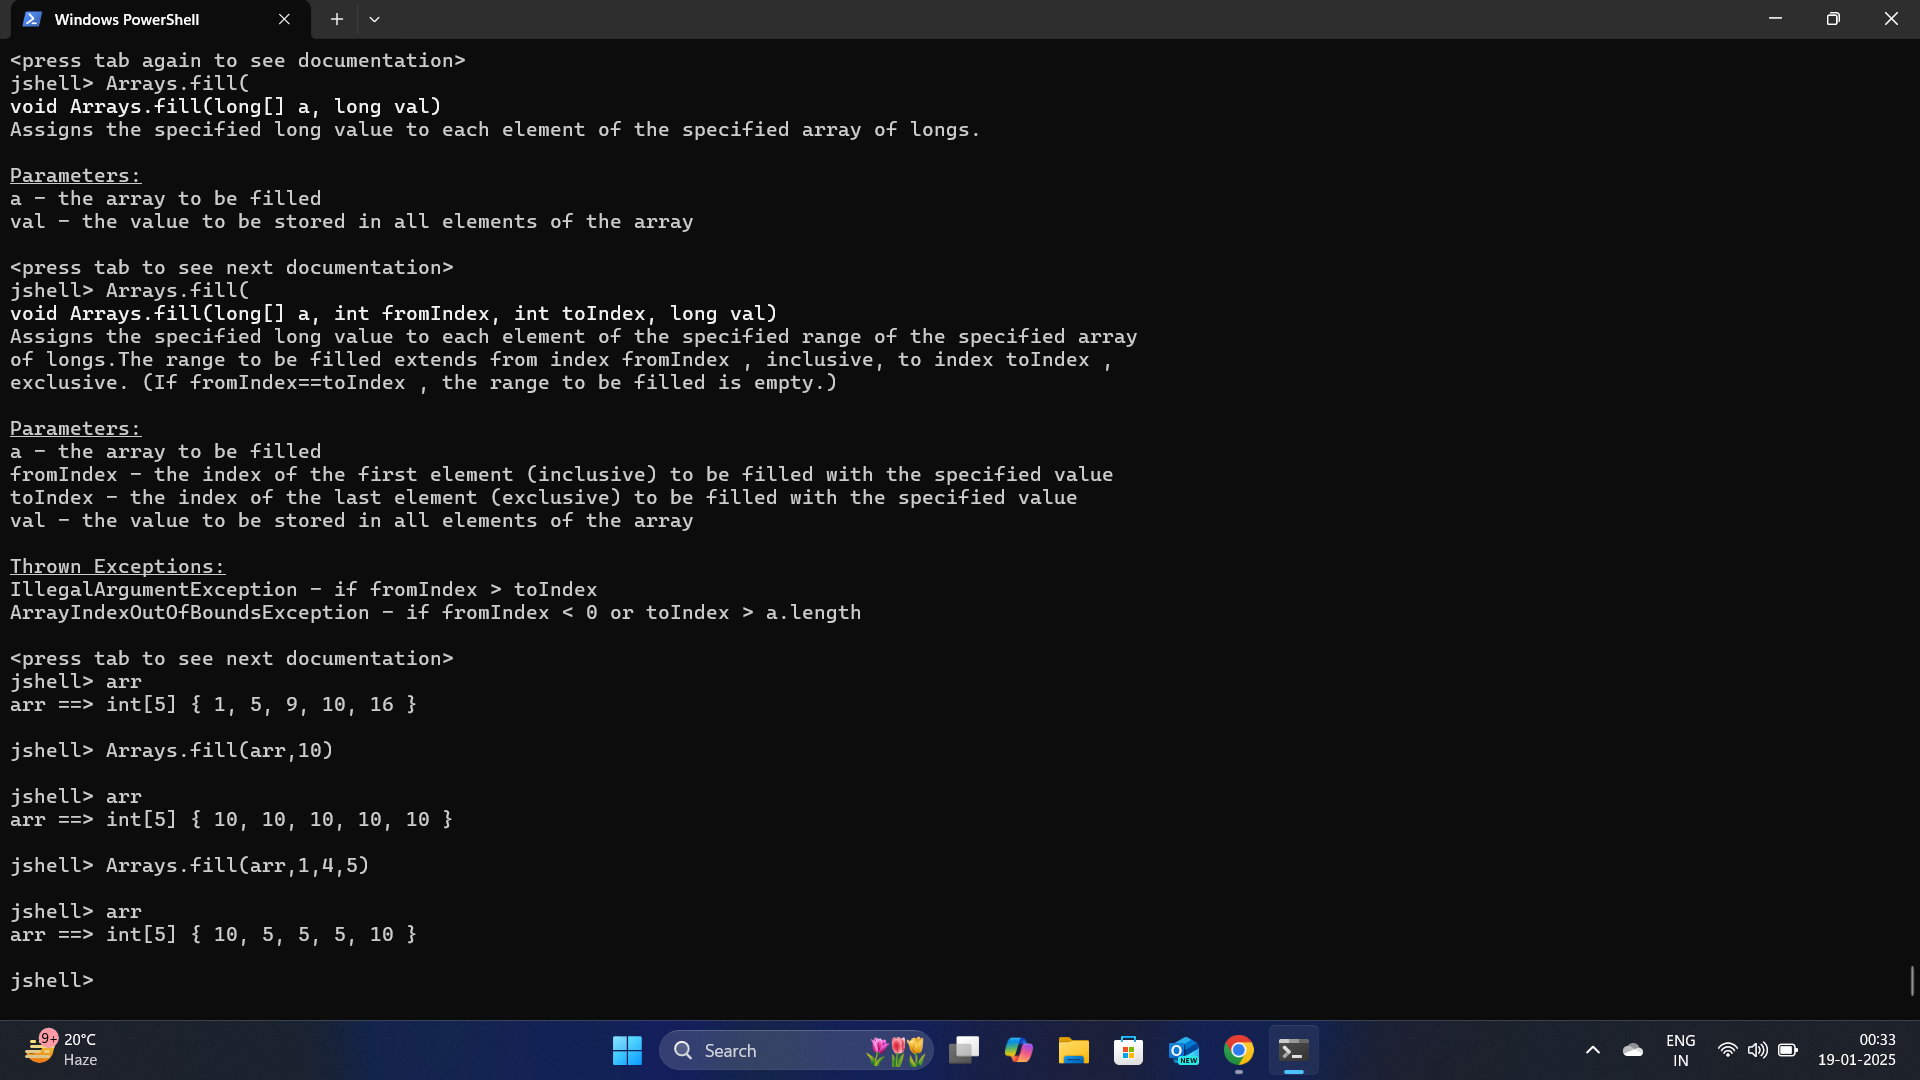 Windows PowerShell
<press tab again to see documentation>
jshell> Arrays.fill(
void Arrays.fill(long[] a, long val)
Assigns the specified long value to each element of the specified array of longs.
Parameters:
a - the array to be filled
val - the value to be stored in all elements of the array
<press tab to see next documentation>
jshell> Arrays.fill(
void Arrays.fill(long[] a, int fromIndex, int toIndex, long val)
Assigns the specified long value to each element of the specified range of the specified array
of longs.The range to be filled extends from index fromIndex , inclusive, to index toIndex ,
exclusive. (If fromIndex==toIndex , the range to be filled is empty.)
Parameters:
a - the array to be filled
fromIndex - the index of the first element (inclusive) to be filled with the specified value
toIndex - the index of the last element (exclusive) to be filled with the specified value
val - the value to be stored in all elements of the array
Thrown Exceptions:
IllegalArgumentException - if fromIndex > toIndex
ArrayIndexOutOfBoundsException - if fromIndex < 0 or toIndex > a.length
<press tab to see next documentation>
jshell> arr
arr ==> int[5] { 1, 5, 9, 10, 16 }
jshell> Arrays.fill(arr,10)
jshell> arr
arr ==> int[5] { 10, 10, 10, 10, 10 }
jshell> Arrays.fill(arr,1,4,5)
jshell> arr
arr ==> int[5] { 10, 5, 5, 5, 10 }
jshell>
9+
20°C
Haze
Search
NEW
ENG
IN
00:33
19-01-2025